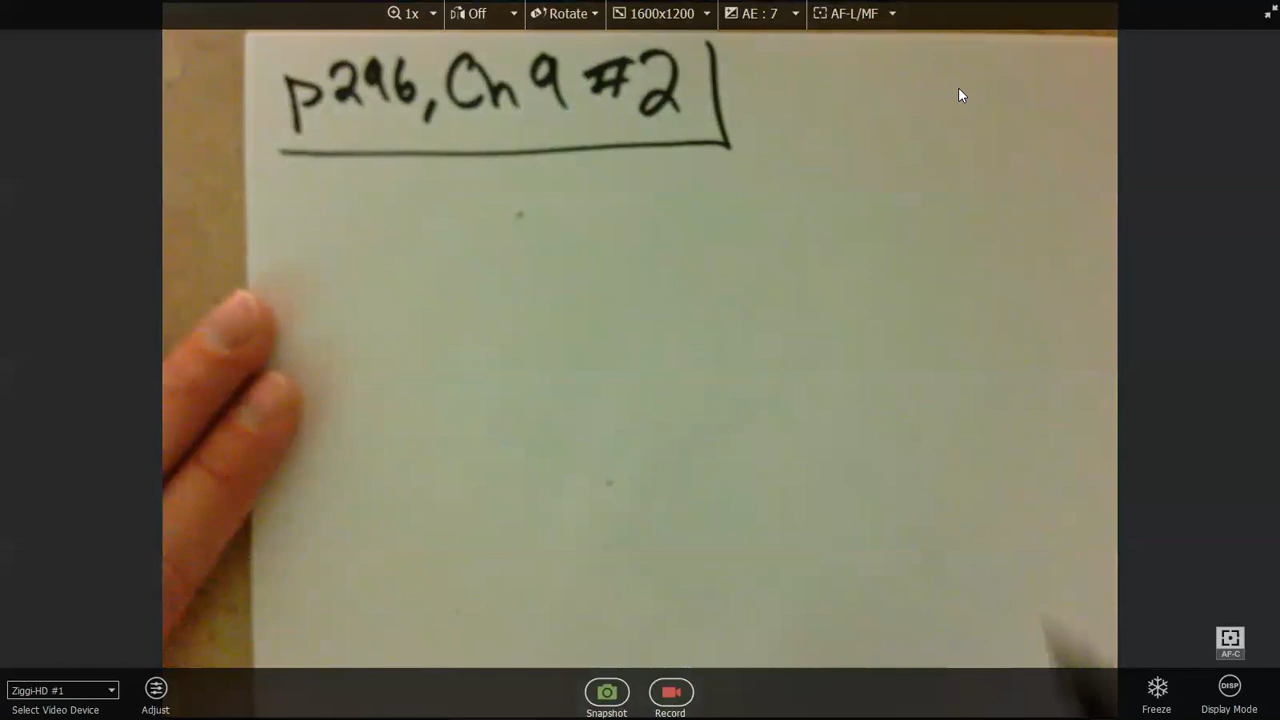 1x Off Rotate 1600x1200 AE : 7 AF-L/MF
p296, Ch 9 #2
AF-C
Ziggi-HD #1
Select Video Device Adjust Snapshot Record Freeze DISP Display Mode